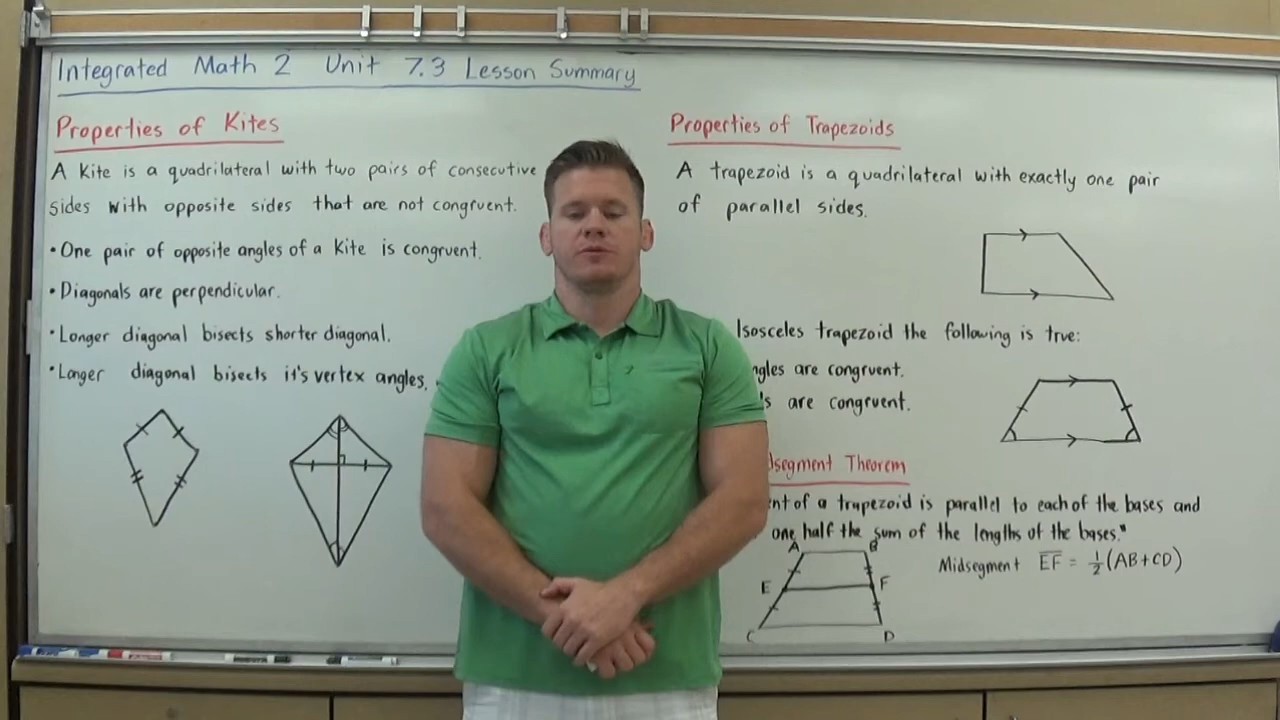 Integrated Math 2 Unit 7.3 Lesson Summary
Properties of Kites
A Kite is a quadrilateral with two pairs of consecutive
sides with opposite sides that are not congruent.
• One pair of opposite angles of a Kite is congruent.
• Diagonals are perpendicular.
• Longer diagonal bisects shorter diagonal.
• Longer diagonal bisects it's vertex angles.
Properties of Trapezoids
A trapezoid is a quadrilateral with exactly one pair
of parallel sides.
Isosceles trapezoid the following is true:
ngles are congruent.
s are congruent.
dsegment Theorem
nt of a trapezoid is parallel to each of the bases and
one half the sum of the lengths of the bases."
A B
E F
C D
Midsegment EF = 1/2 (AB+CD)